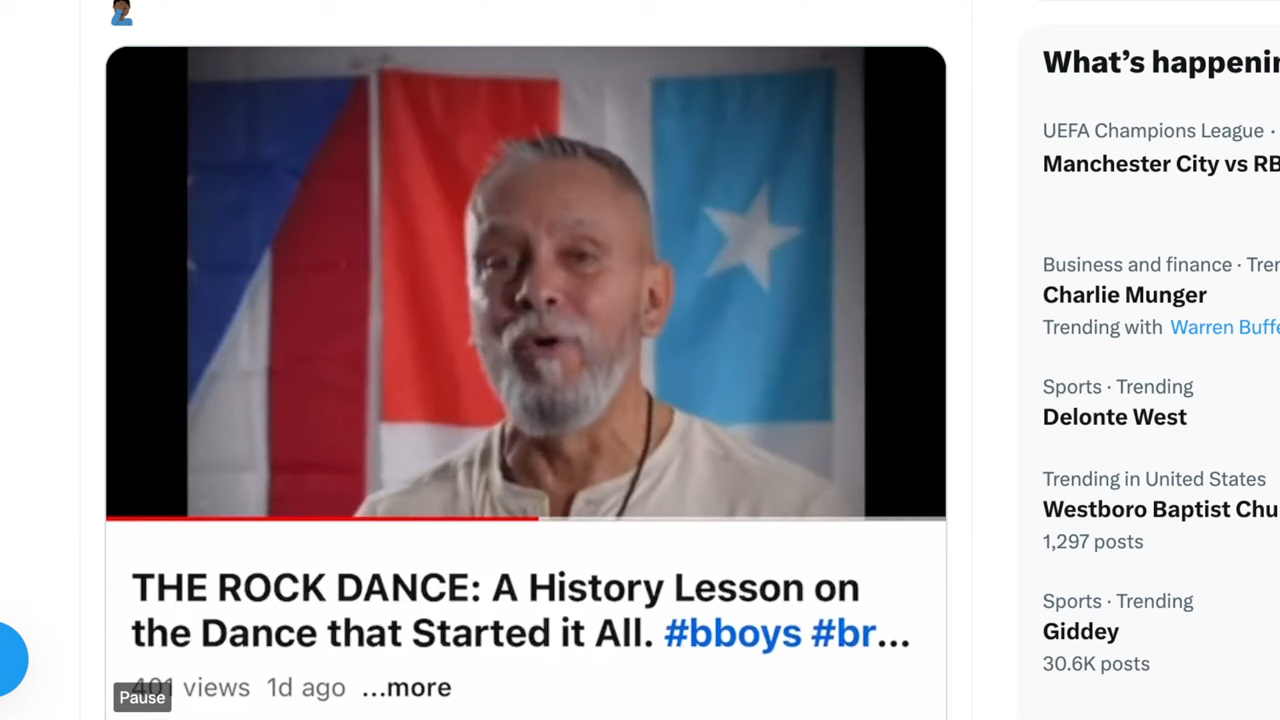 THE ROCK DANCE: A History Lesson on
the Dance that Started it All. #bboys #br...
401 views 1d ago ...more
Pause
What's happenin
UEFA Champions League ·
Manchester City vs RB
Business and finance · Tren
Charlie Munger
Trending with Warren Buffe
Sports · Trending
Delonte West
Trending in United States
Westboro Baptist Chu
1,297 posts
Sports · Trending
Giddey
30.6K posts